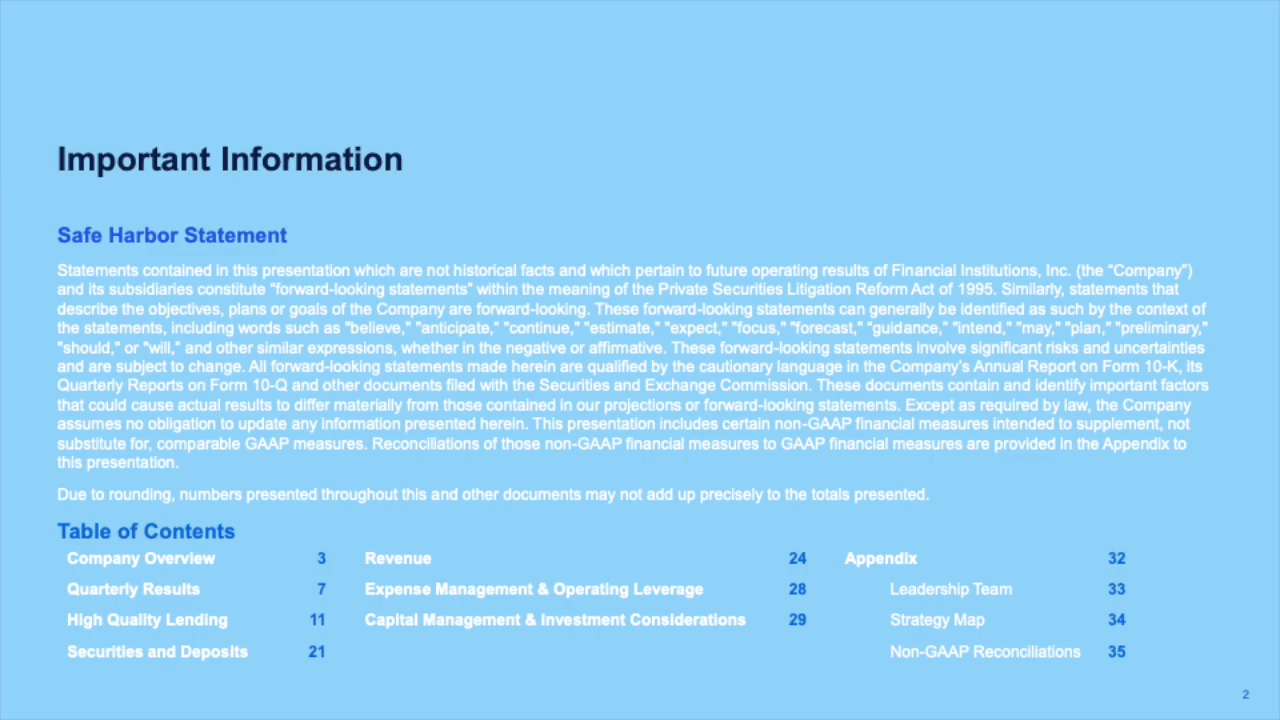 Important Information
Safe Harbor Statement
Statements contained in this presentation which are not historical facts and which pertain to future operating results of Financial Institutions, Inc. (the “Company”)
and its subsidiaries constitute “forward-looking statements” within the meaning of the Private Securities Litigation Reform Act of 1995. Similarly, statements that
describe the objectives, plans or goals of the Company are forward-looking. These forward-looking statements can generally be identified as such by the context of
the statements, including words such as "believe," "anticipate," "continue," "estimate," "expect," "focus," "forecast," "guidance," "intend," "may," "plan," "preliminary,"
"should," or "will," and other similar expressions, whether in the negative or affirmative. These forward-looking statements involve significant risks and uncertainties
and are subject to change. All forward-looking statements made herein are qualified by the cautionary language in the Company's Annual Report on Form 10-K, its
Quarterly Reports on Form 10-Q and other documents filed with the Securities and Exchange Commission. These documents contain and identify important factors
that could cause actual results to differ materially from those contained in our projections or forward-looking statements. Except as required by law, the Company
assumes no obligation to update any information presented herein. This presentation includes certain non-GAAP financial measures intended to supplement, not
substitute for, comparable GAAP measures. Reconciliations of those non-GAAP financial measures to GAAP financial measures are provided in the Appendix to
this presentation.
Due to rounding, numbers presented throughout this and other documents may not add up precisely to the totals presented.
Table of Contents
Company Overview 3
Quarterly Results 7
High Quality Lending 11
Securities and Deposits 21
Revenue 24
Expense Management & Operating Leverage 28
Capital Management & Investment Considerations 29
Appendix 32
Leadership Team 33
Strategy Map 34
Non-GAAP Reconciliations 35
2